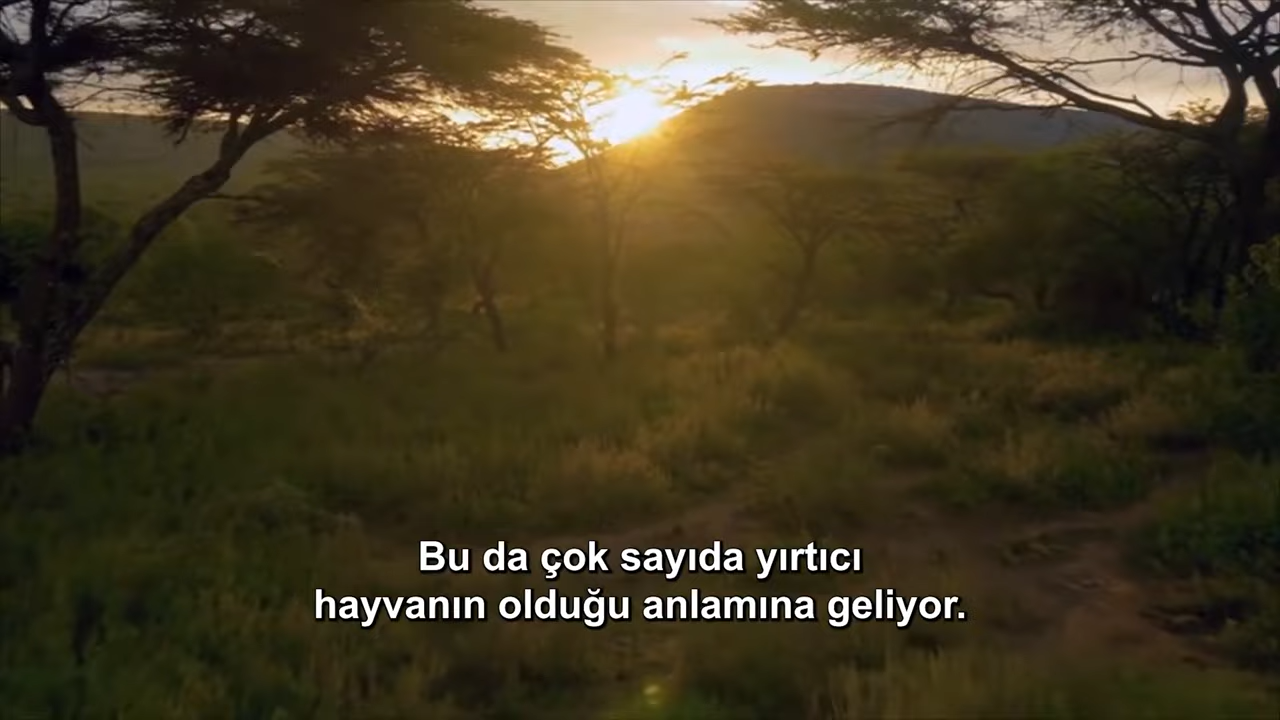 Bu da çok sayıda yırtıcı
hayvanın olduğu anlamına geliyor.